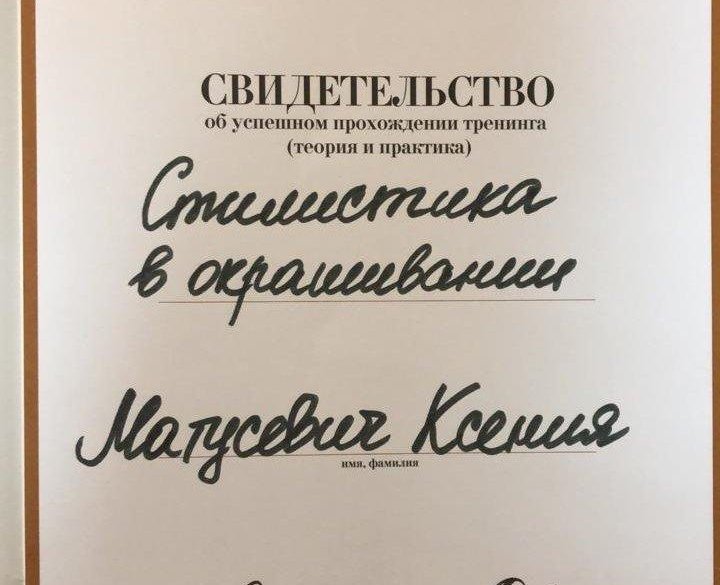 СВИДЕТЕЛЬСТВО
об успешном прохождении тренинга
(теория и практика)
Стилистика
в окрашивании
Матусевич Ксения
имя, фамилия